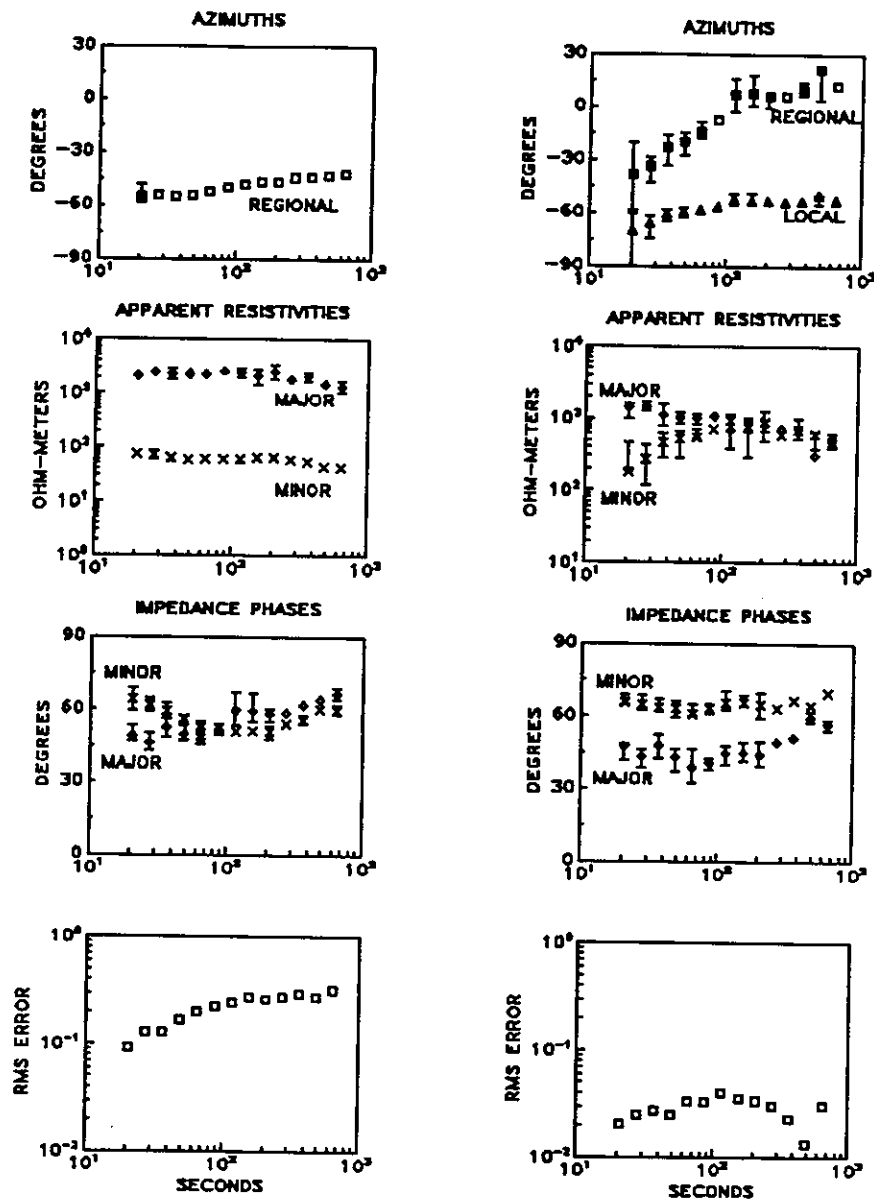 AZIMUTHS
30
0
−30
−60
−90
DEGREES
REGIONAL
10¹ 10² 10³
APPARENT RESISTIVITIES
10⁴
10³
10²
10¹
10⁰
OHM-METERS
MAJOR
MINOR
10¹ 10² 10³
IMPEDANCE PHASES
90
60
30
0
DEGREES
MINOR
MAJOR
10¹ 10² 10³
10⁰
10⁻¹
10⁻²
RMS ERROR
10¹ 10² 10³
SECONDS
AZIMUTHS
30
0
−30
−60
−90
DEGREES
REGIONAL
LOCAL
10¹ 10² 10³
APPARENT RESISTIVITIES
10⁴
10³
10²
10¹
OHM-METERS
MAJOR
MINOR
10¹ 10² 10³
IMPEDANCE PHASES
90
60
30
0
DEGREES
MINOR
MAJOR
10¹ 10² 10³
10⁰
10⁻¹
10⁻²
RMS ERROR
10¹ 10² 10³
SECONDS